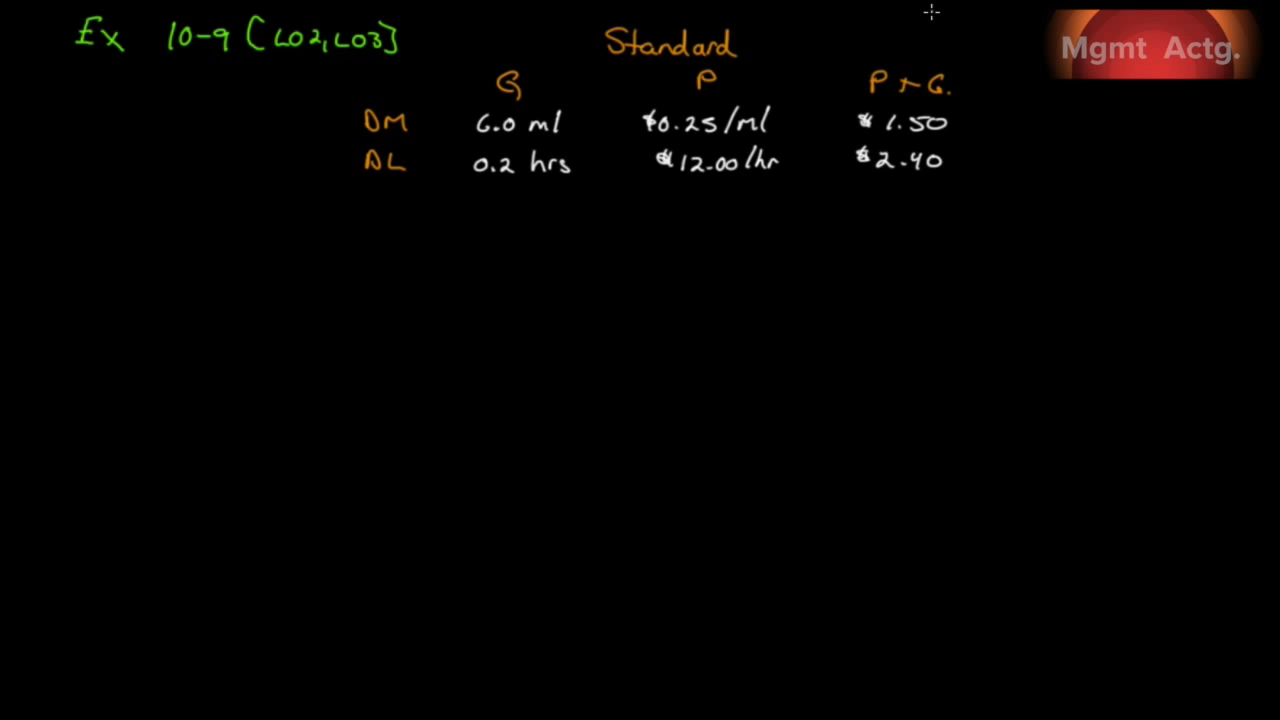 Ex 10-9 [LO2, LO3]
Mgmt Actg.
Standard
Q P P × Q.
DM 6.0 ml $0.25/ml $1.50
DL 0.2 hrs $12.00/hr $2.40